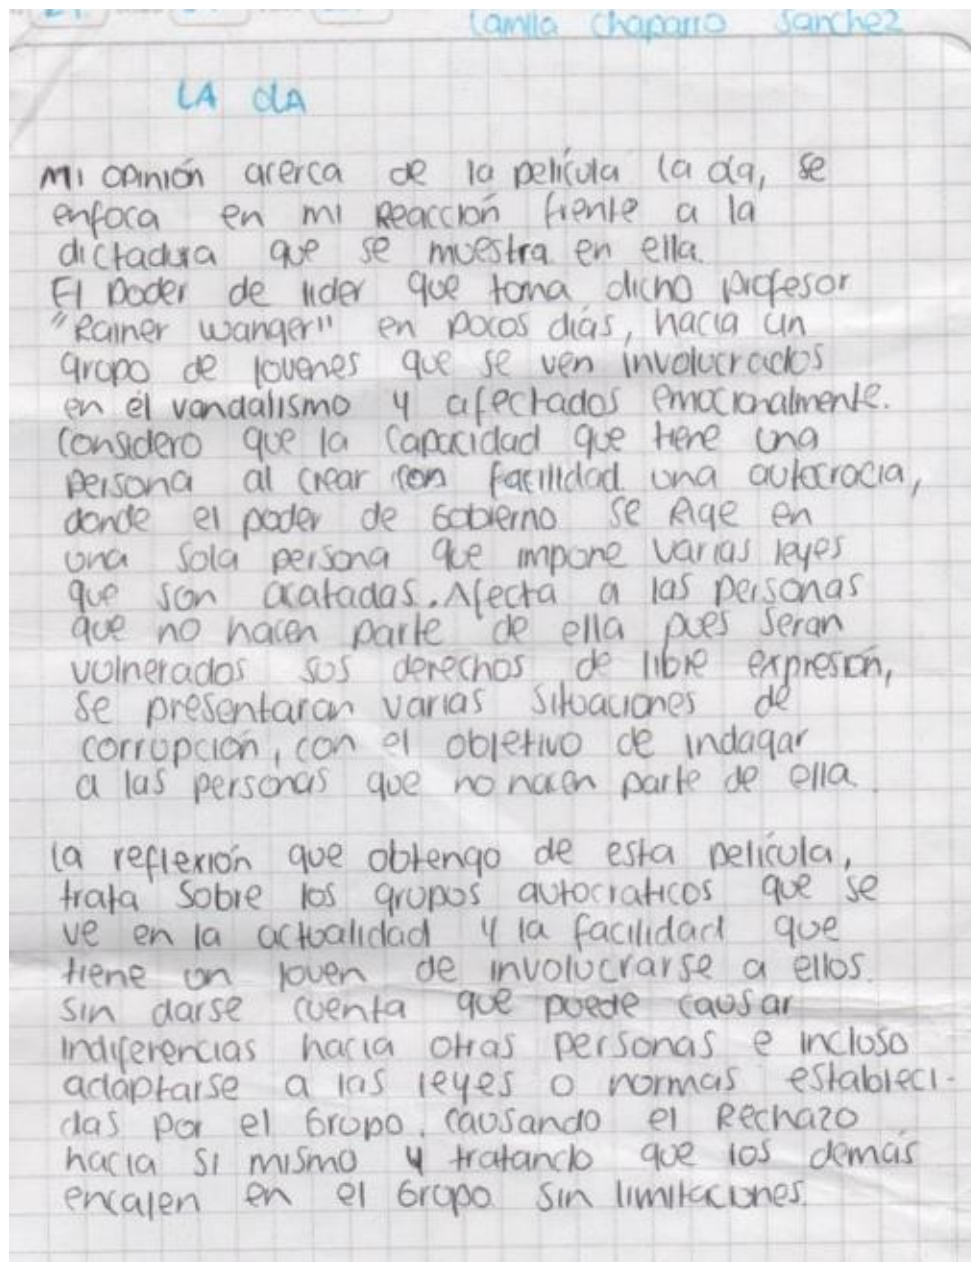 Camila Chaparro Sanchez
LA OLA
Mi opinión acerca de la película la ola, se
enfoca en mi Reacción frente a la
dictadura que se muestra en ella.
El poder de lider que toma dicho profesor
"Rainer wanger" en pocos días, hacia un
grupo de jovenes que se ven involucrados
en el vandalismo y afectados emocionalmente.
Considero que la capacidad que tiene una
persona al crear con facilidad una autocracia,
donde el poder de Gobierno se Rige en
una sola persona que impone varias leyes
que son acatadas. Afecta a las personas
que no hacen parte de ella pues seran
vulnerados sus derechos de libre expresión,
se presentaran varias situaciones de
corrupción, con el objetivo de indagar
a las personas que no hacen parte de ella.
la reflexión que obtengo de esta película,
trata sobre los grupos autocraticos que se
ve en la actualidad y la facilidad que
tiene un joven de involucrarse a ellos.
sin darse cuenta que puede causar
indiferencias hacia otras personas e incluso
adaptarse a las leyes o normas estableci-
das por el Grupo. causando el Rechazo
hacia si mismo y tratando que los demás
encajen en el Grupo sin limitaciones.